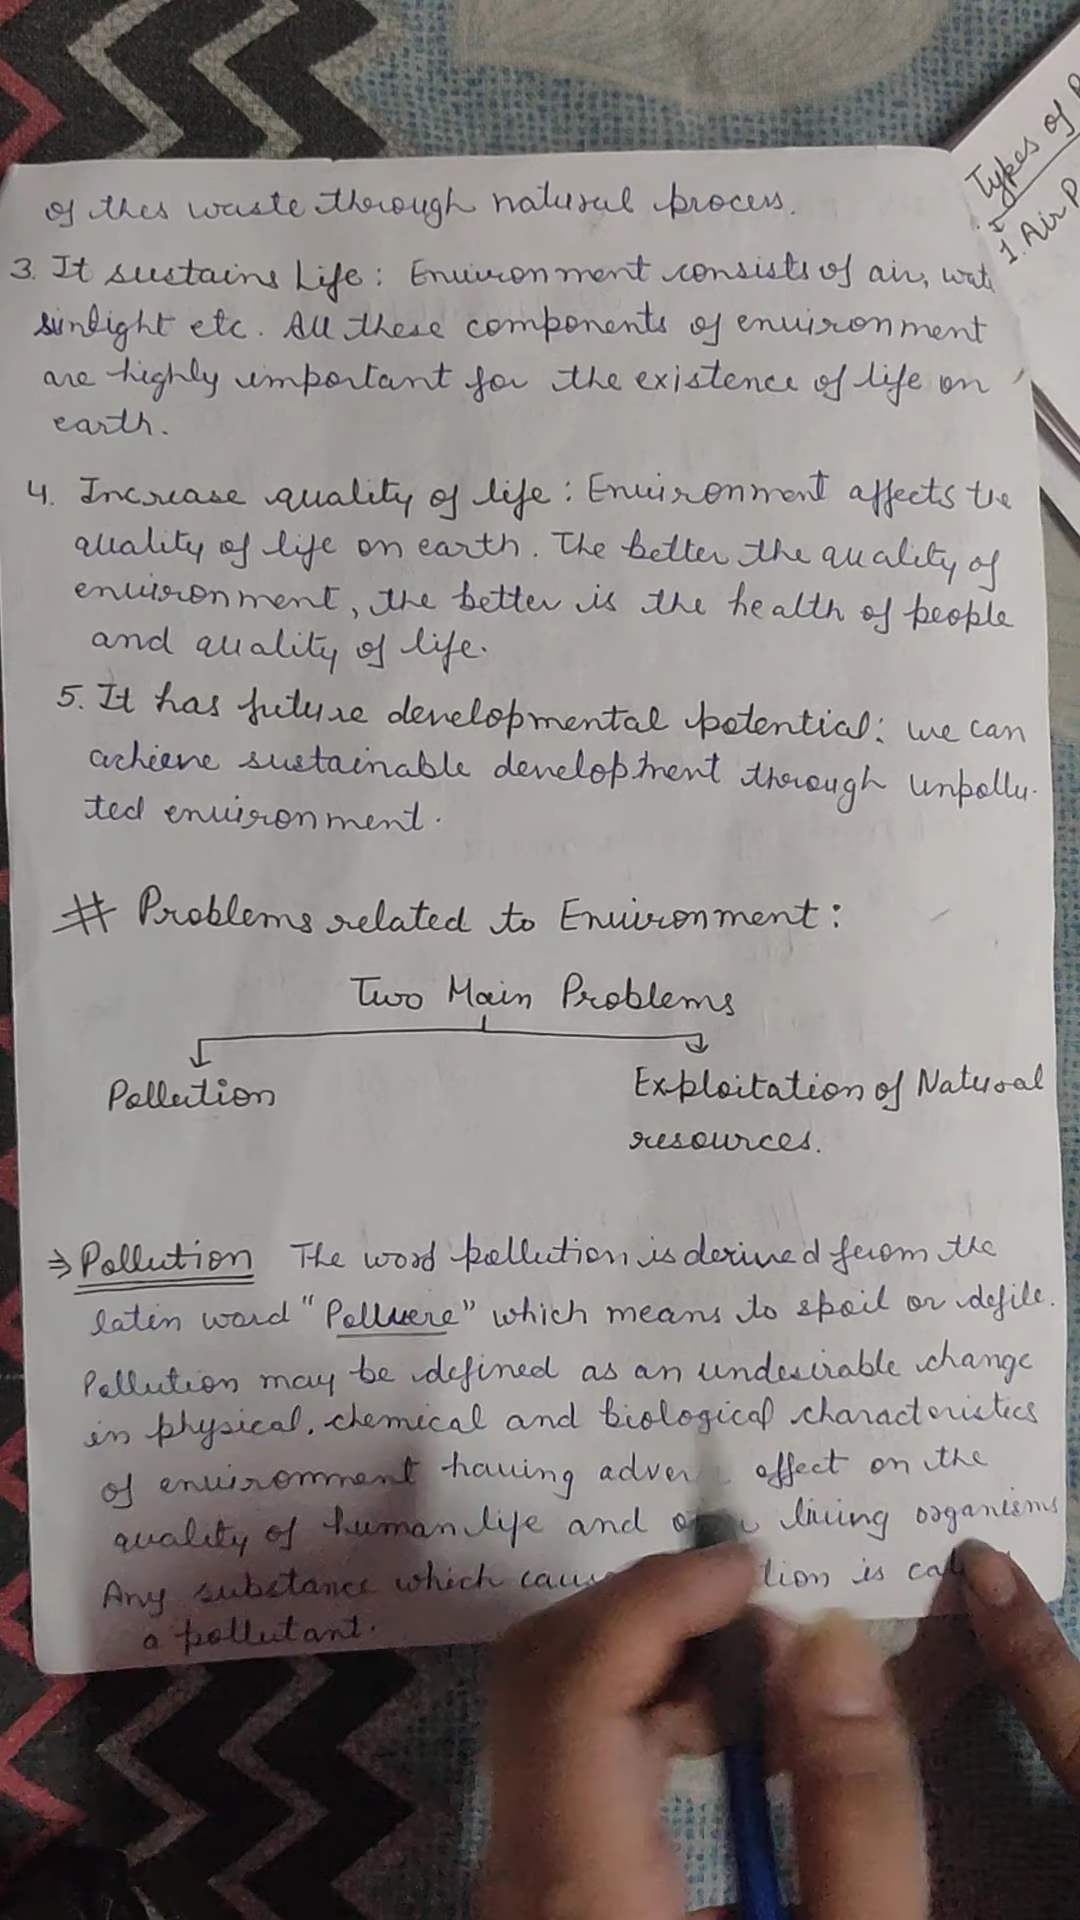 of thes waste through natural process.
3. It sustains Life: Environment consists of air, wat
sunlight etc. All these components of environment
are highly important for the existence of life on
earth.
4. Increase quality of life: Environment affects the
quality of life on earth. The better the quality of
environment, the better is the health of people
and quality of life.
5. It has future developmental potential: we can
achieve sustainable development through unpollu-
ted environment.
# Problems related to Environment:
Two Main Problems
Pollution
Exploitation of Natural
resources.
⇒ Pollution The word pollution is derived from the
latin word "Polluere" which means to spoil or defile.
Pollution may be defined as an undesirable change
in physical, chemical and biological characteristics
of environment having adver effect on the
quality of human life and living organisms
Any substance which caus tion is cal
a pollutant.
Types of P
1. Air P